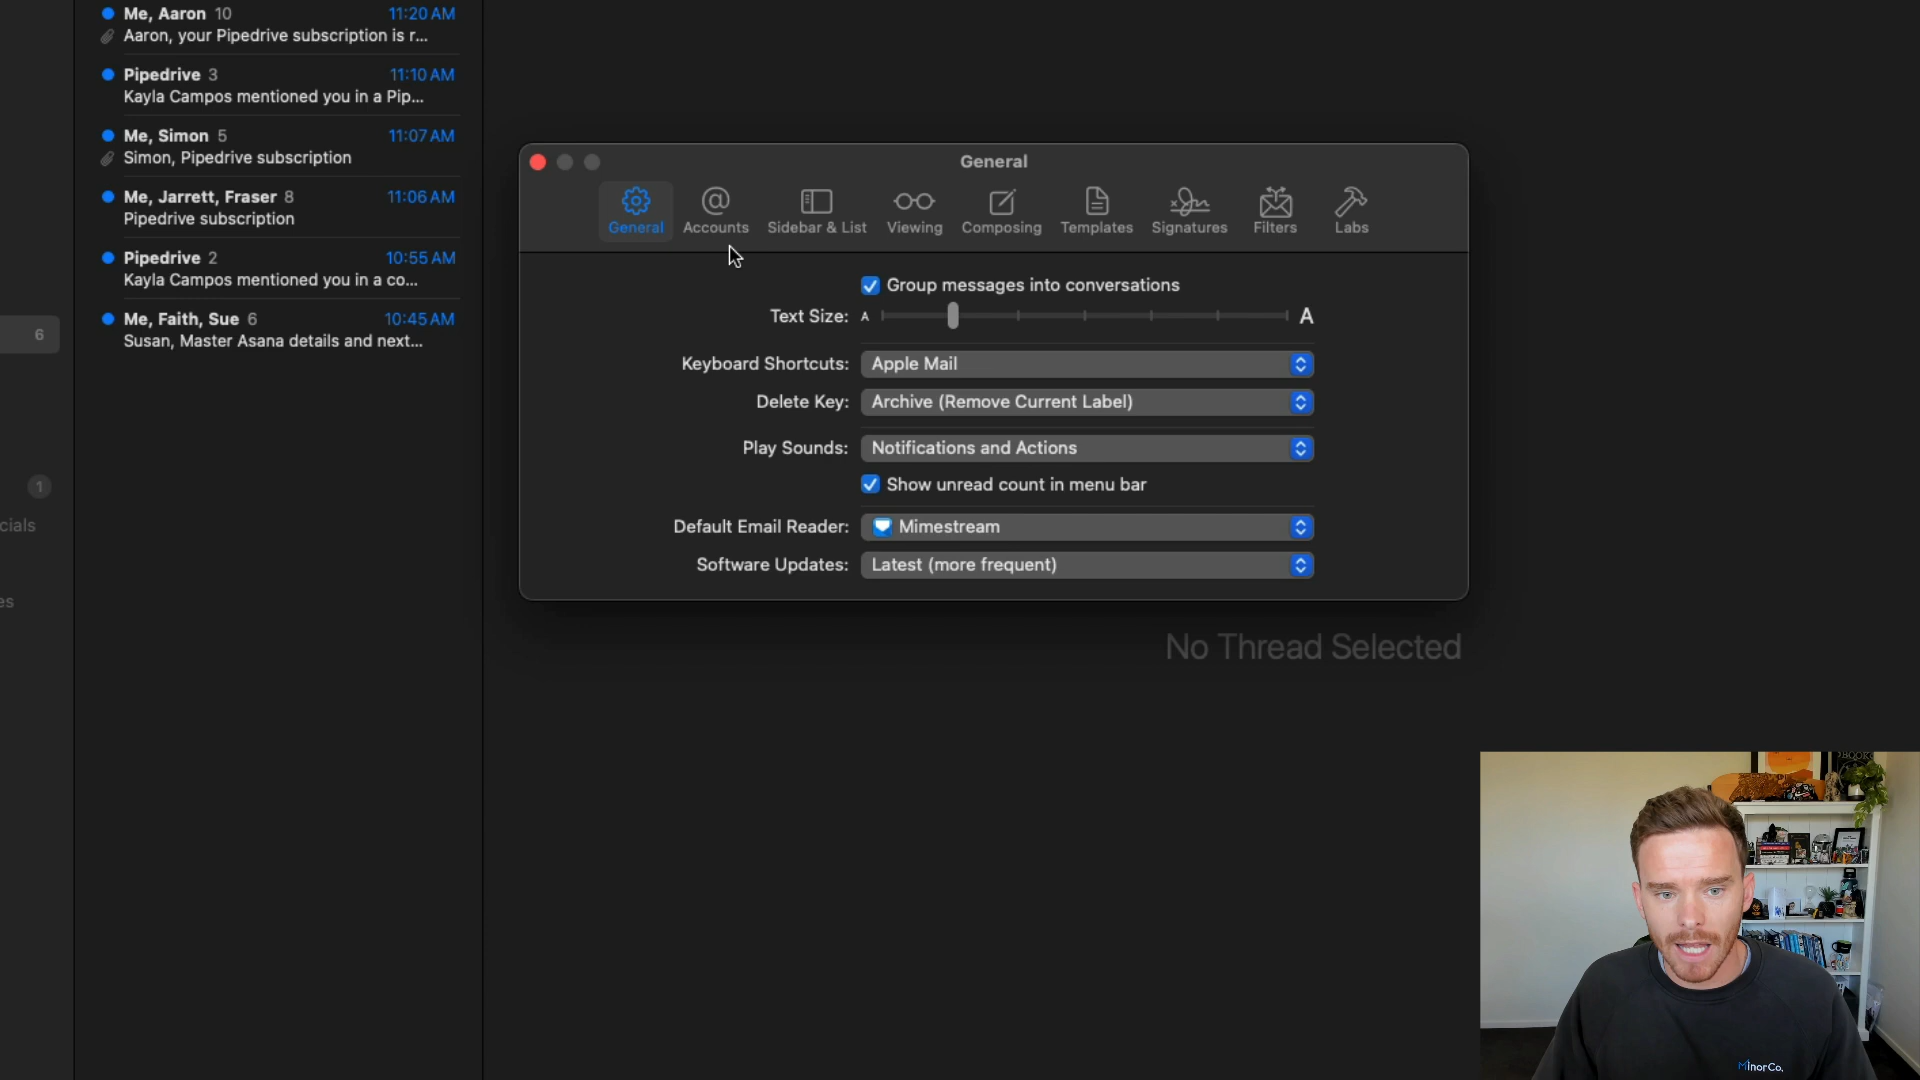 Me, Aaron 10 11:20 AM
Aaron, your Pipedrive subscription is r...
Pipedrive 3 11:10 AM
Kayla Campos mentioned you in a Pip...
Me, Simon 5 11:07 AM
Simon, Pipedrive subscription
Me, Jarrett, Fraser 8 11:06 AM
Pipedrive subscription
Pipedrive 2 10:55 AM
Kayla Campos mentioned you in a co...
Me, Faith, Sue 6 10:45 AM
Susan, Master Asana details and next...
6
1
cials
es
General
General Accounts Sidebar & List Viewing Composing Templates Signatures Filters Labs
Group messages into conversations
Text Size: A A
Keyboard Shortcuts: Apple Mail
Delete Key: Archive (Remove Current Label)
Play Sounds: Notifications and Actions
Show unread count in menu bar
Default Email Reader: Mimestream
Software Updates: Latest (more frequent)
No Thread Selected
MinorCo.